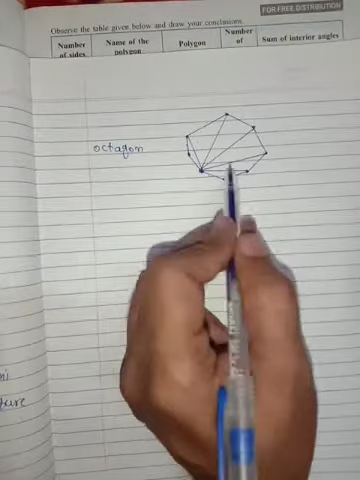 FOR FREE DISTRIBUTION
Observe the table given below and draw your conclusions.
Number of sides
Name of the polygon
Polygon
Number of
Sum of interior angles
octagon